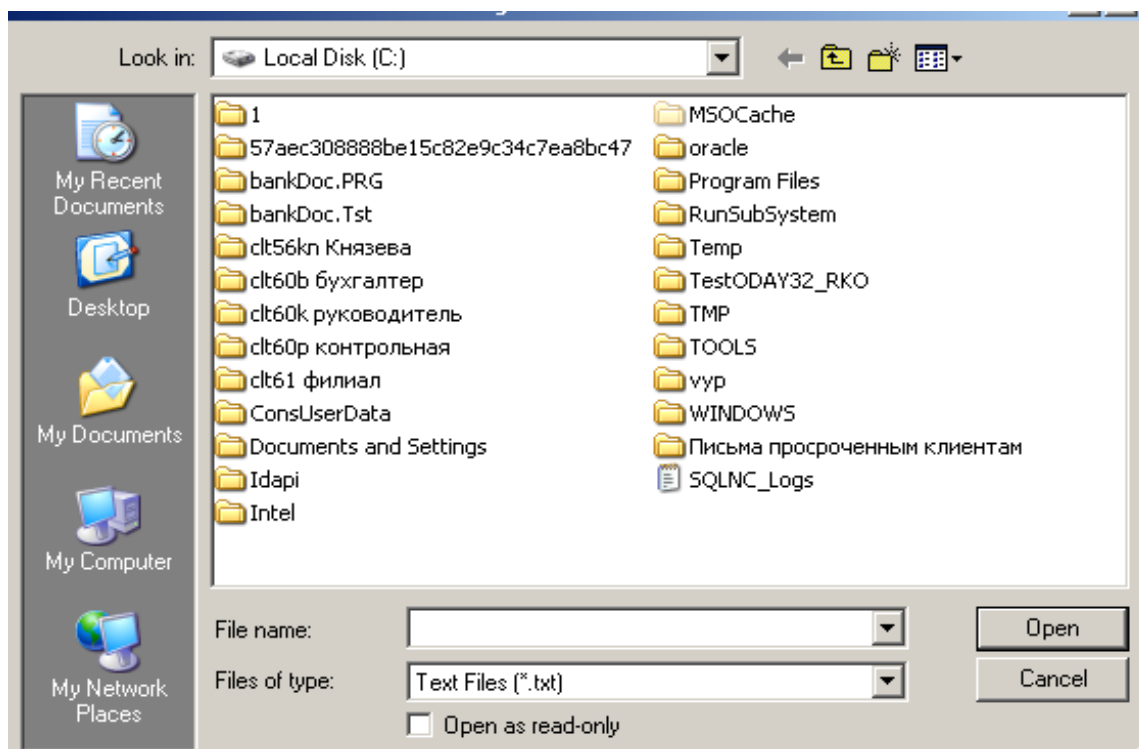 Look in: Local Disk (C:)
My Recent
Documents
Desktop
My Documents
My Computer
My Network
Places
1
57aec308888be15c82e9c34c7ea8bc47
bankDoc.PRG
bankDoc.Tst
clt56kn Князева
clt60b бухгалтер
clt60k руководитель
clt60p контрольная
clt61 филиал
ConsUserData
Documents and Settings
Idapi
Intel
MSOCache
oracle
Program Files
RunSubSystem
Temp
TestODAY32_RKO
TMP
TOOLS
vyp
WINDOWS
Письма просроченным клиентам
SQLNC_Logs
File name:
Open
Files of type: Text Files (*.txt)
Cancel
Open as read-only